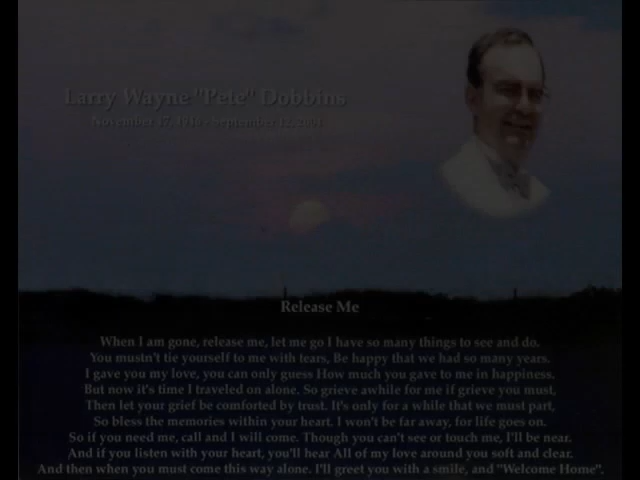 Larry Wayne "Pete" Dobbins
November 17, 1946 - September 12, 2001
Release Me
When I am gone, release me, let me go I have so many things to see and do.
You mustn't tie yourself to me with tears, Be happy that we had so many years.
I gave you my love, you can only guess How much you gave to me in happiness.
But now it's time I traveled on alone. So grieve awhile for me if grieve you must,
Then let your grief be comforted by trust. It's only for a while that we must part,
So bless the memories within your heart. I won't be far away, for life goes on.
So if you need me, call and I will come. Though you can't see or touch me, I'll be near.
And if you listen with your heart, you'll hear All of my love around you soft and clear.
And then when you must come this way alone. I'll greet you with a smile, and "Welcome Home".